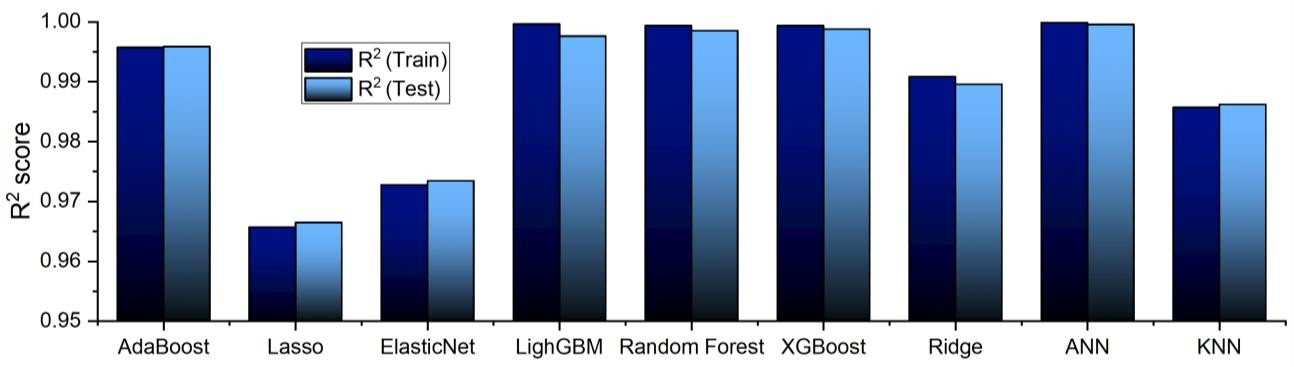 1.00
0.99
0.98
0.97
0.96
0.95
R² score
R² (Train)
R² (Test)
AdaBoost Lasso ElasticNet LighGBM Random Forest XGBoost Ridge ANN KNN